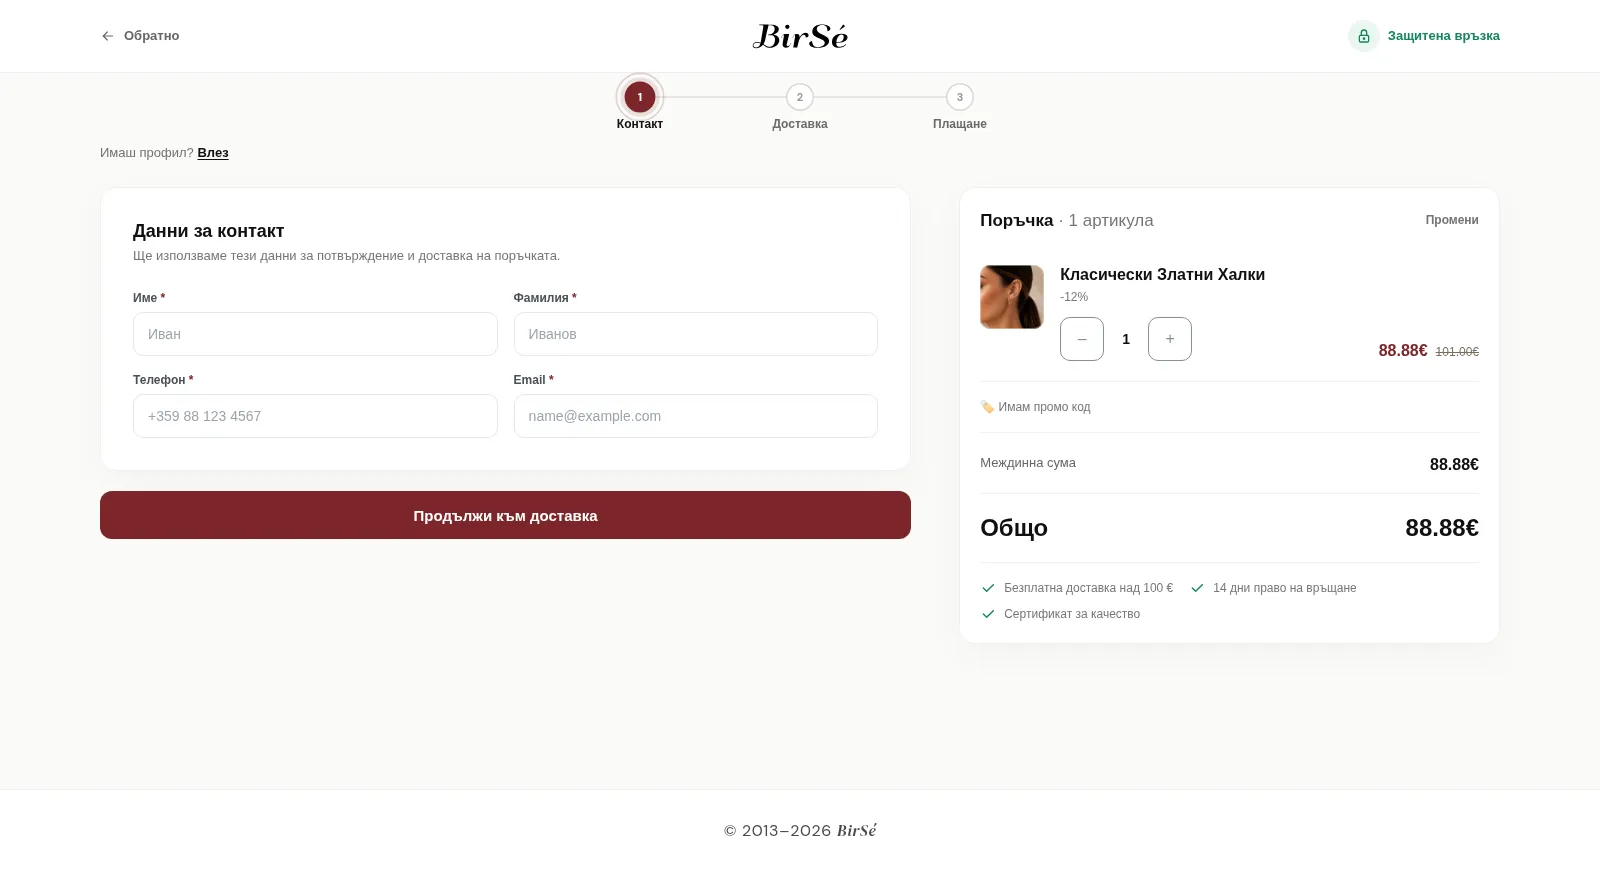 Обратно
BirSé
Защитена връзка
1
2
3
Контакт
Доставка
Плащане
Имаш профил? Влез
Данни за контакт
Ще използваме тези данни за потвърждение и доставка на поръчката.
Име *
Фамилия *
Иван
Иванов
Телефон *
Email *
+359 88 123 4567
name@example.com
Продължи към доставка
Поръчка · 1 артикула
Промени
Класически Златни Халки
-12%
− 1 +
88.88€ 101.00€
🏷️ Имам промо код
Междинна сума 88.88€
Общо 88.88€
Безплатна доставка над 100 €
14 дни право на връщане
Сертификат за качество
© 2013–2026 BirSé